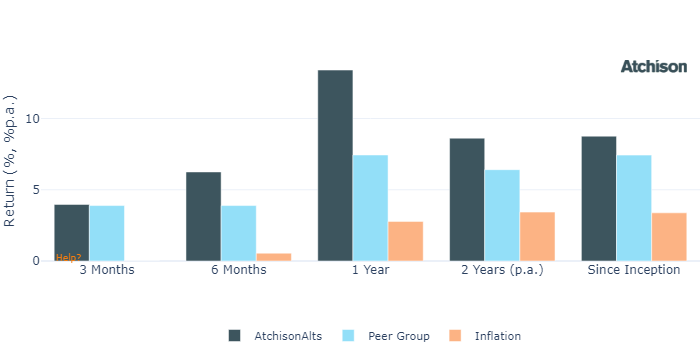 Atchison
Return (%, %p.a.)
10
5
0
Help?
3 Months
6 Months
1 Year
2 Years (p.a.)
Since Inception
AtchisonAlts
Peer Group
Inflation